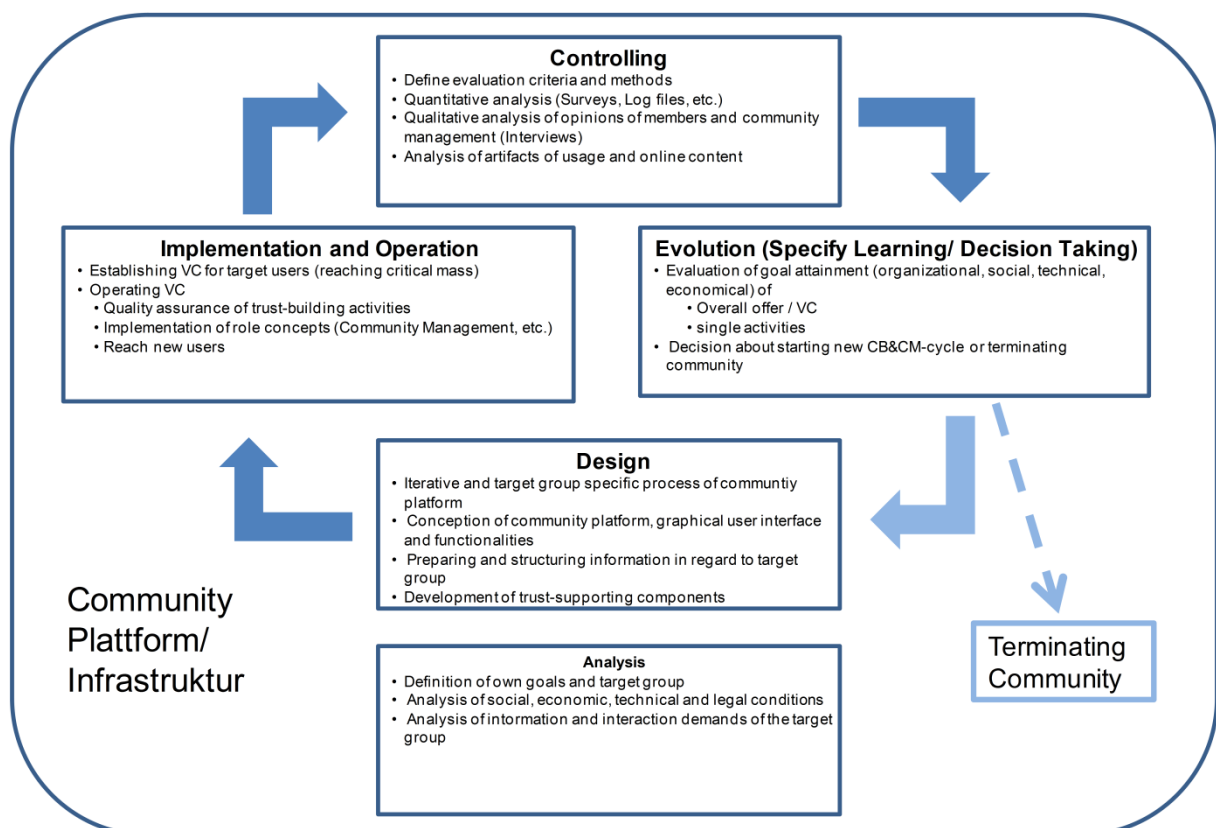 Controlling
• Define evaluation criteria and methods
• Quantitative analysis (Surveys, Log files, etc.)
• Qualitative analysis of opinions of members and community
management (Interviews)
• Analysis of artifacts of usage and online content
Implementation and Operation
• Establishing VC for target users (reaching critical mass)
• Operating VC
• Quality assurance of trust-building activities
• Implementation of role concepts (Community Management, etc.)
• Reach new users
Evolution (Specify Learning/ Decision Taking)
• Evaluation of goal attainment (organizational, social, technical,
economical) of
• Overall offer / VC
• single activities
• Decision about starting new CB&CM-cycle or terminating
community
Design
• Iterative and target group specific process of communtiy
platform
• Conception of community platform, graphical user interface
and functionalities
• Preparing and structuring information in regard to target
group
• Development of trust-supporting components
Community
Plattform/
Infrastruktur
Terminating
Community
Analysis
• Definition of own goals and target group
• Analysis of social, economic, technical and legal conditions
• Analysis of information and interaction demands of the target
group